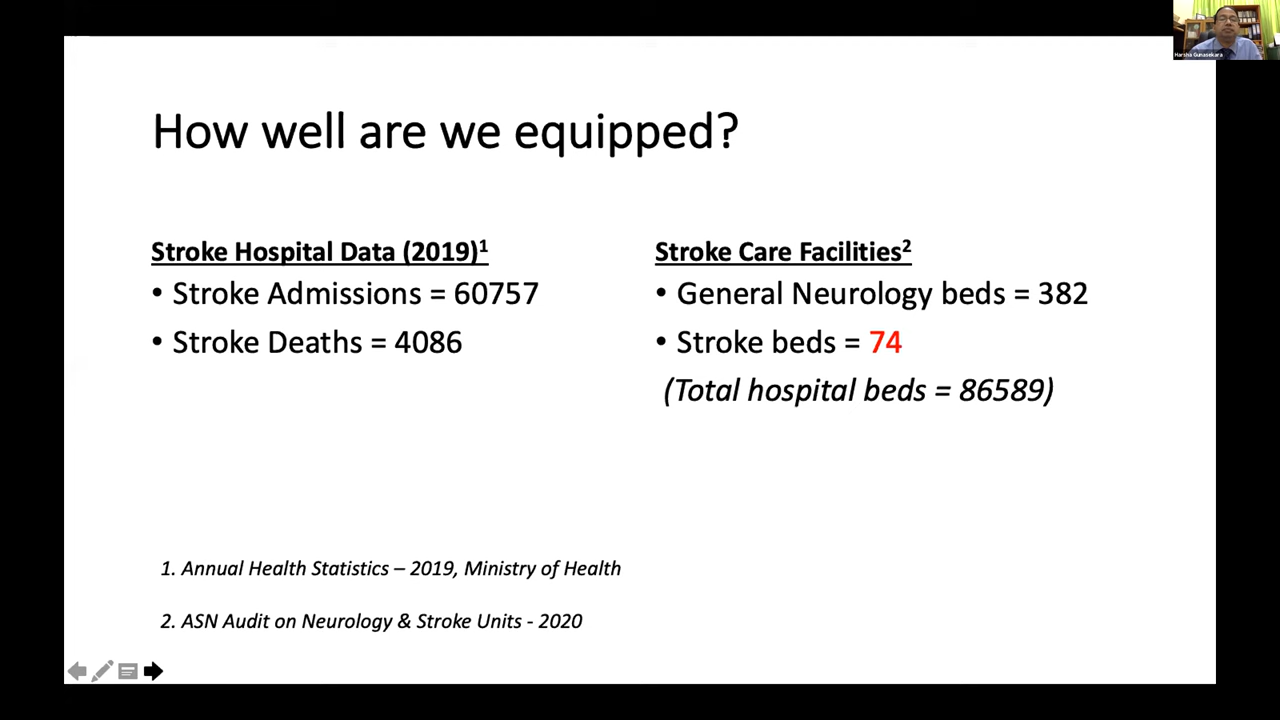 Harsha Gunasekara
How well are we equipped?
Stroke Hospital Data (2019)¹
• Stroke Admissions = 60757
• Stroke Deaths = 4086
Stroke Care Facilities²
• General Neurology beds = 382
• Stroke beds = 74
(Total hospital beds = 86589)
1. Annual Health Statistics – 2019, Ministry of Health
2. ASN Audit on Neurology & Stroke Units - 2020